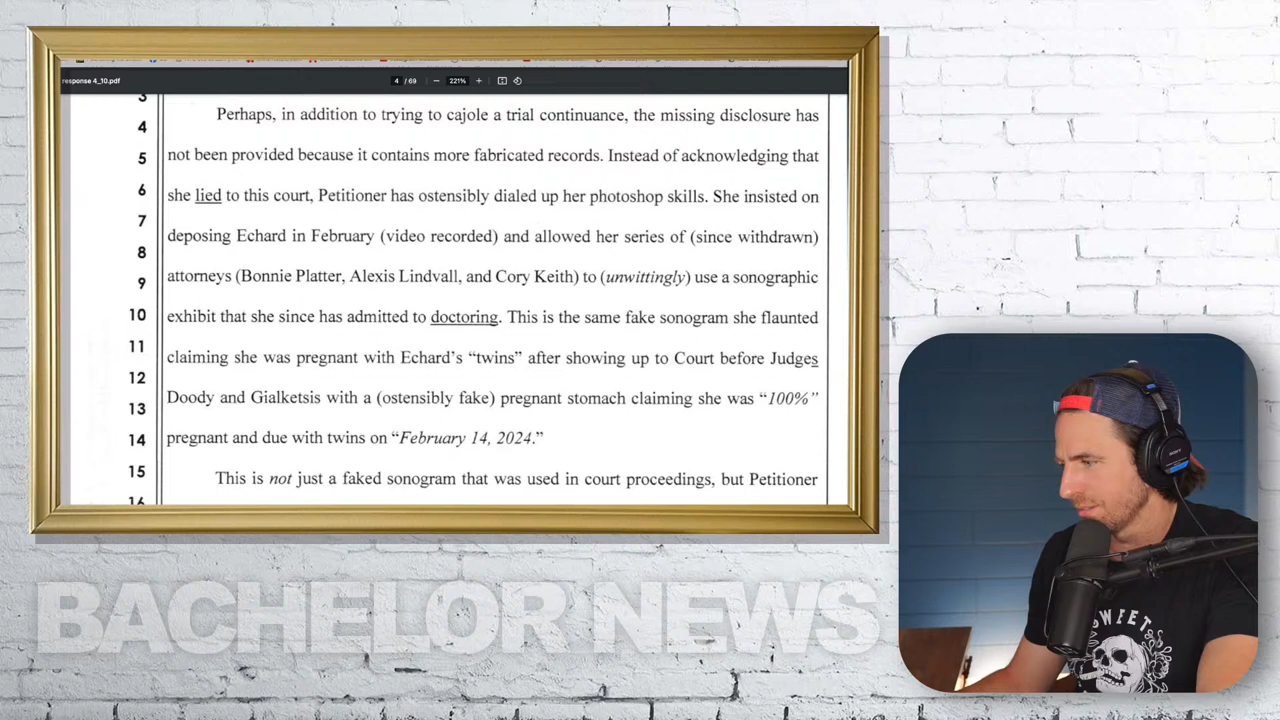 response 4_10.pdf
4 / 69
221%
3
Perhaps, in addition to trying to cajole a trial continuance, the missing disclosure has
4
not been provided because it contains more fabricated records. Instead of acknowledging that
5
she lied to this court, Petitioner has ostensibly dialed up her photoshop skills. She insisted on
6
deposing Echard in February (video recorded) and allowed her series of (since withdrawn)
7
8
attorneys (Bonnie Platter, Alexis Lindvall, and Cory Keith) to (unwittingly) use a sonographic
9
exhibit that she since has admitted to doctoring. This is the same fake sonogram she flaunted
10
claiming she was pregnant with Echard's "twins" after showing up to Court before Judges
11
12
Doody and Gialketsis with a (ostensibly fake) pregnant stomach claiming she was "100%"
13
pregnant and due with twins on "February 14, 2024."
14
This is not just a faked sonogram that was used in court proceedings, but Petitioner
15
16
BACHELOR NEWS
SONY
SWEET